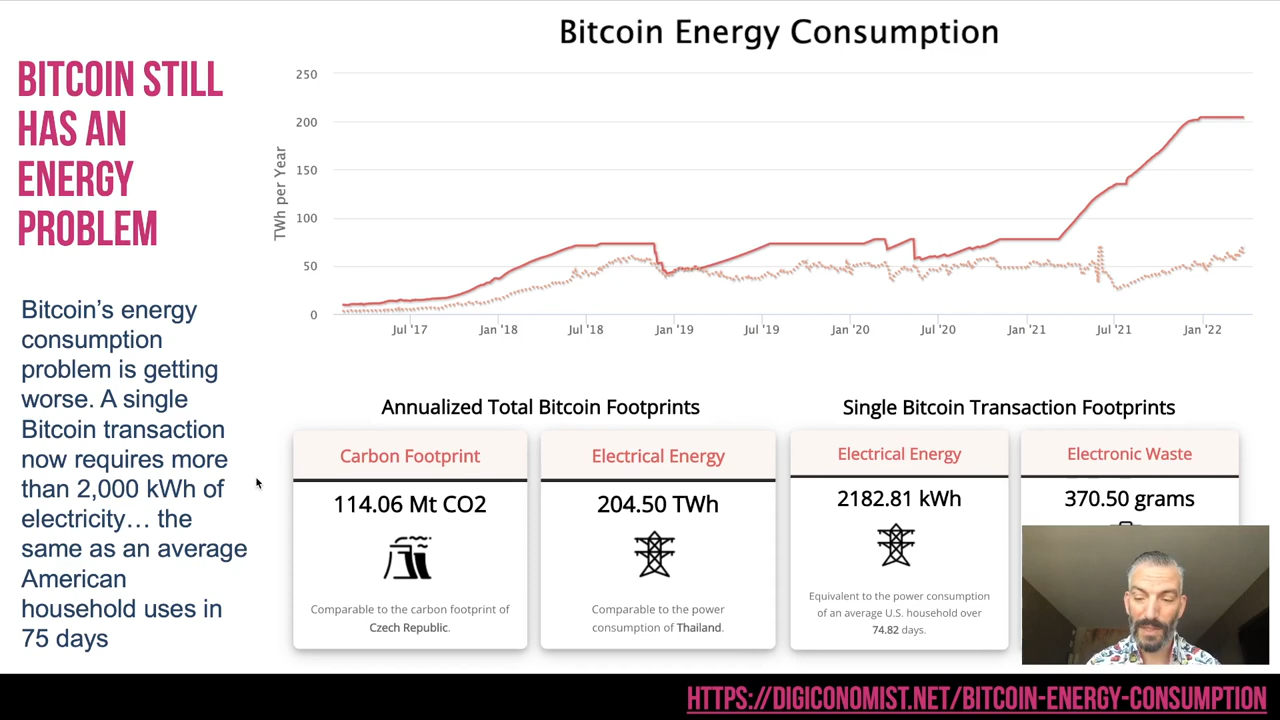 BITCOIN STILL
HAS AN
ENERGY
PROBLEM
Bitcoin’s energy
consumption
problem is getting
worse. A single
Bitcoin transaction
now requires more
than 2,000 kWh of
electricity… the
same as an average
American
household uses in
75 days
Bitcoin Energy Consumption
TWh per Year
250
200
150
100
50
0
Jul '17
Jan '18
Jul '18
Jan '19
Jul '19
Jan '20
Jul '20
Jan '21
Jul '21
Jan '22
Annualized Total Bitcoin Footprints
Carbon Footprint
114.06 Mt CO2
Comparable to the carbon footprint of
Czech Republic.
Electrical Energy
204.50 TWh
Comparable to the power
consumption of Thailand.
Single Bitcoin Transaction Footprints
Electrical Energy
2182.81 kWh
Equivalent to the power consumption
of an average U.S. household over
74.82 days.
Electronic Waste
370.50 grams
HTTPS://DIGICONOMIST.NET/BITCOIN-ENERGY-CONSUMPTION